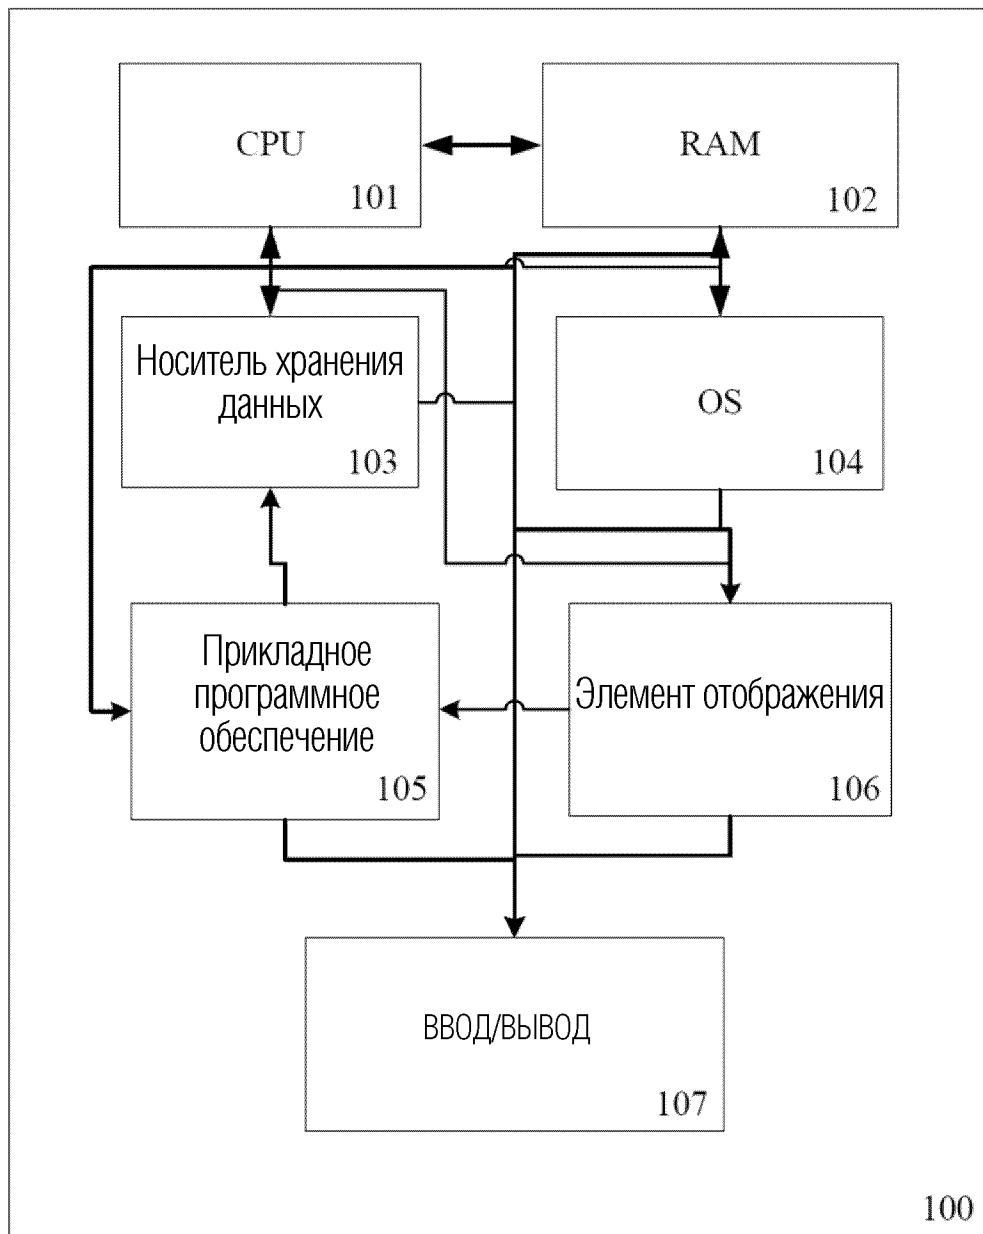 CPU
101
RAM
102
Носитель хранения
данных
103
OS
104
Прикладное
программное
обеспечение
105
Элемент отображения
106
ВВОД/ВЫВОД
107
100